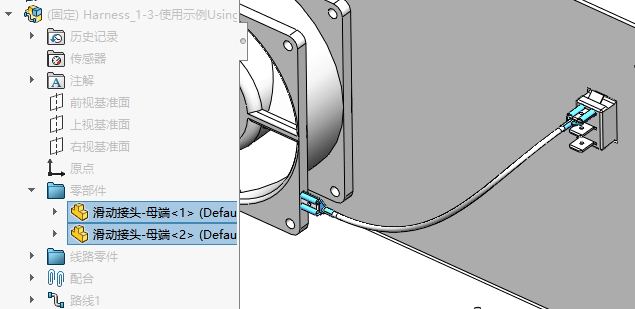 (固定) Harness_1-3-使用示例Using
历史记录
传感器
注解
前视基准面
上视基准面
右视基准面
原点
零部件
滑动接头-母端<1> (Defau
滑动接头-母端<2> (Defau
线路零件
配合
路线1